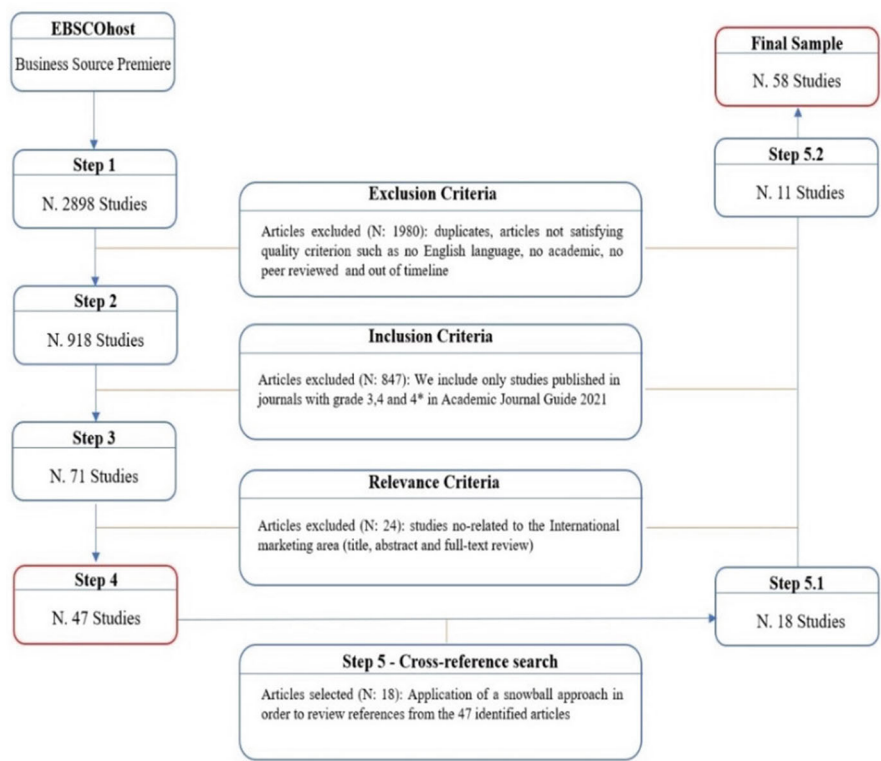 EBSCOhost
Business Source Premiere
Step 1
N. 2898 Studies
Exclusion Criteria
Articles excluded (N: 1980): duplicates, articles not satisfying
quality criterion such as no English language, no academic, no
peer reviewed and out of timeline
Step 2
N. 918 Studies
Inclusion Criteria
Articles excluded (N: 847): We include only studies published in
journals with grade 3,4 and 4* in Academic Journal Guide 2021
Step 3
N. 71 Studies
Relevance Criteria
Articles excluded (N: 24): studies no-related to the International
marketing area (title, abstract and full-text review)
Step 4
N. 47 Studies
Step 5 - Cross-reference search
Articles selected (N: 18): Application of a snowball approach in
order to review references from the 47 identified articles
Step 5.1
N. 18 Studies
Step 5.2
N. 11 Studies
Final Sample
N. 58 Studies